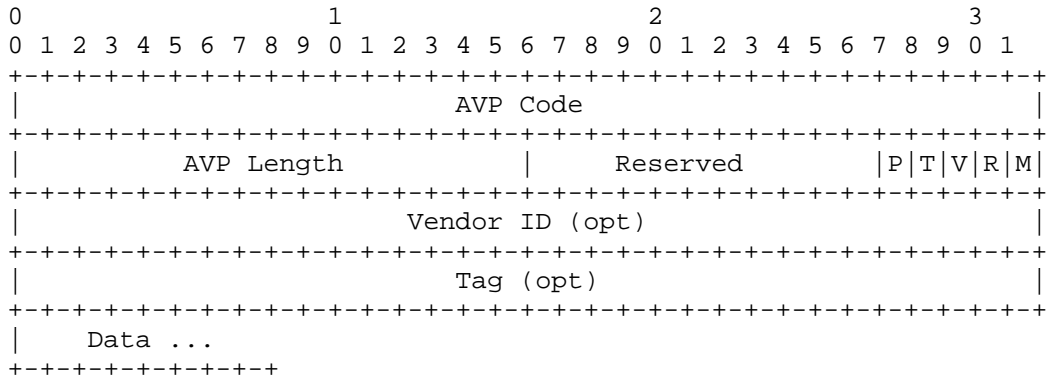 0                   1                   2                   3
0 1 2 3 4 5 6 7 8 9 0 1 2 3 4 5 6 7 8 9 0 1 2 3 4 5 6 7 8 9 0 1
+-+-+-+-+-+-+-+-+-+-+-+-+-+-+-+-+-+-+-+-+-+-+-+-+-+-+-+-+-+-+-+-+
|                           AVP Code                            |
+-+-+-+-+-+-+-+-+-+-+-+-+-+-+-+-+-+-+-+-+-+-+-+-+-+-+-+-+-+-+-+-+
|          AVP Length           |     Reserved        |P|T|V|R|M|
+-+-+-+-+-+-+-+-+-+-+-+-+-+-+-+-+-+-+-+-+-+-+-+-+-+-+-+-+-+-+-+-+
|                        Vendor ID (opt)                        |
+-+-+-+-+-+-+-+-+-+-+-+-+-+-+-+-+-+-+-+-+-+-+-+-+-+-+-+-+-+-+-+-+
|                           Tag (opt)                           |
+-+-+-+-+-+-+-+-+-+-+-+-+-+-+-+-+-+-+-+-+-+-+-+-+-+-+-+-+-+-+-+-+
|    Data ...
+-+-+-+-+-+-+-+-+